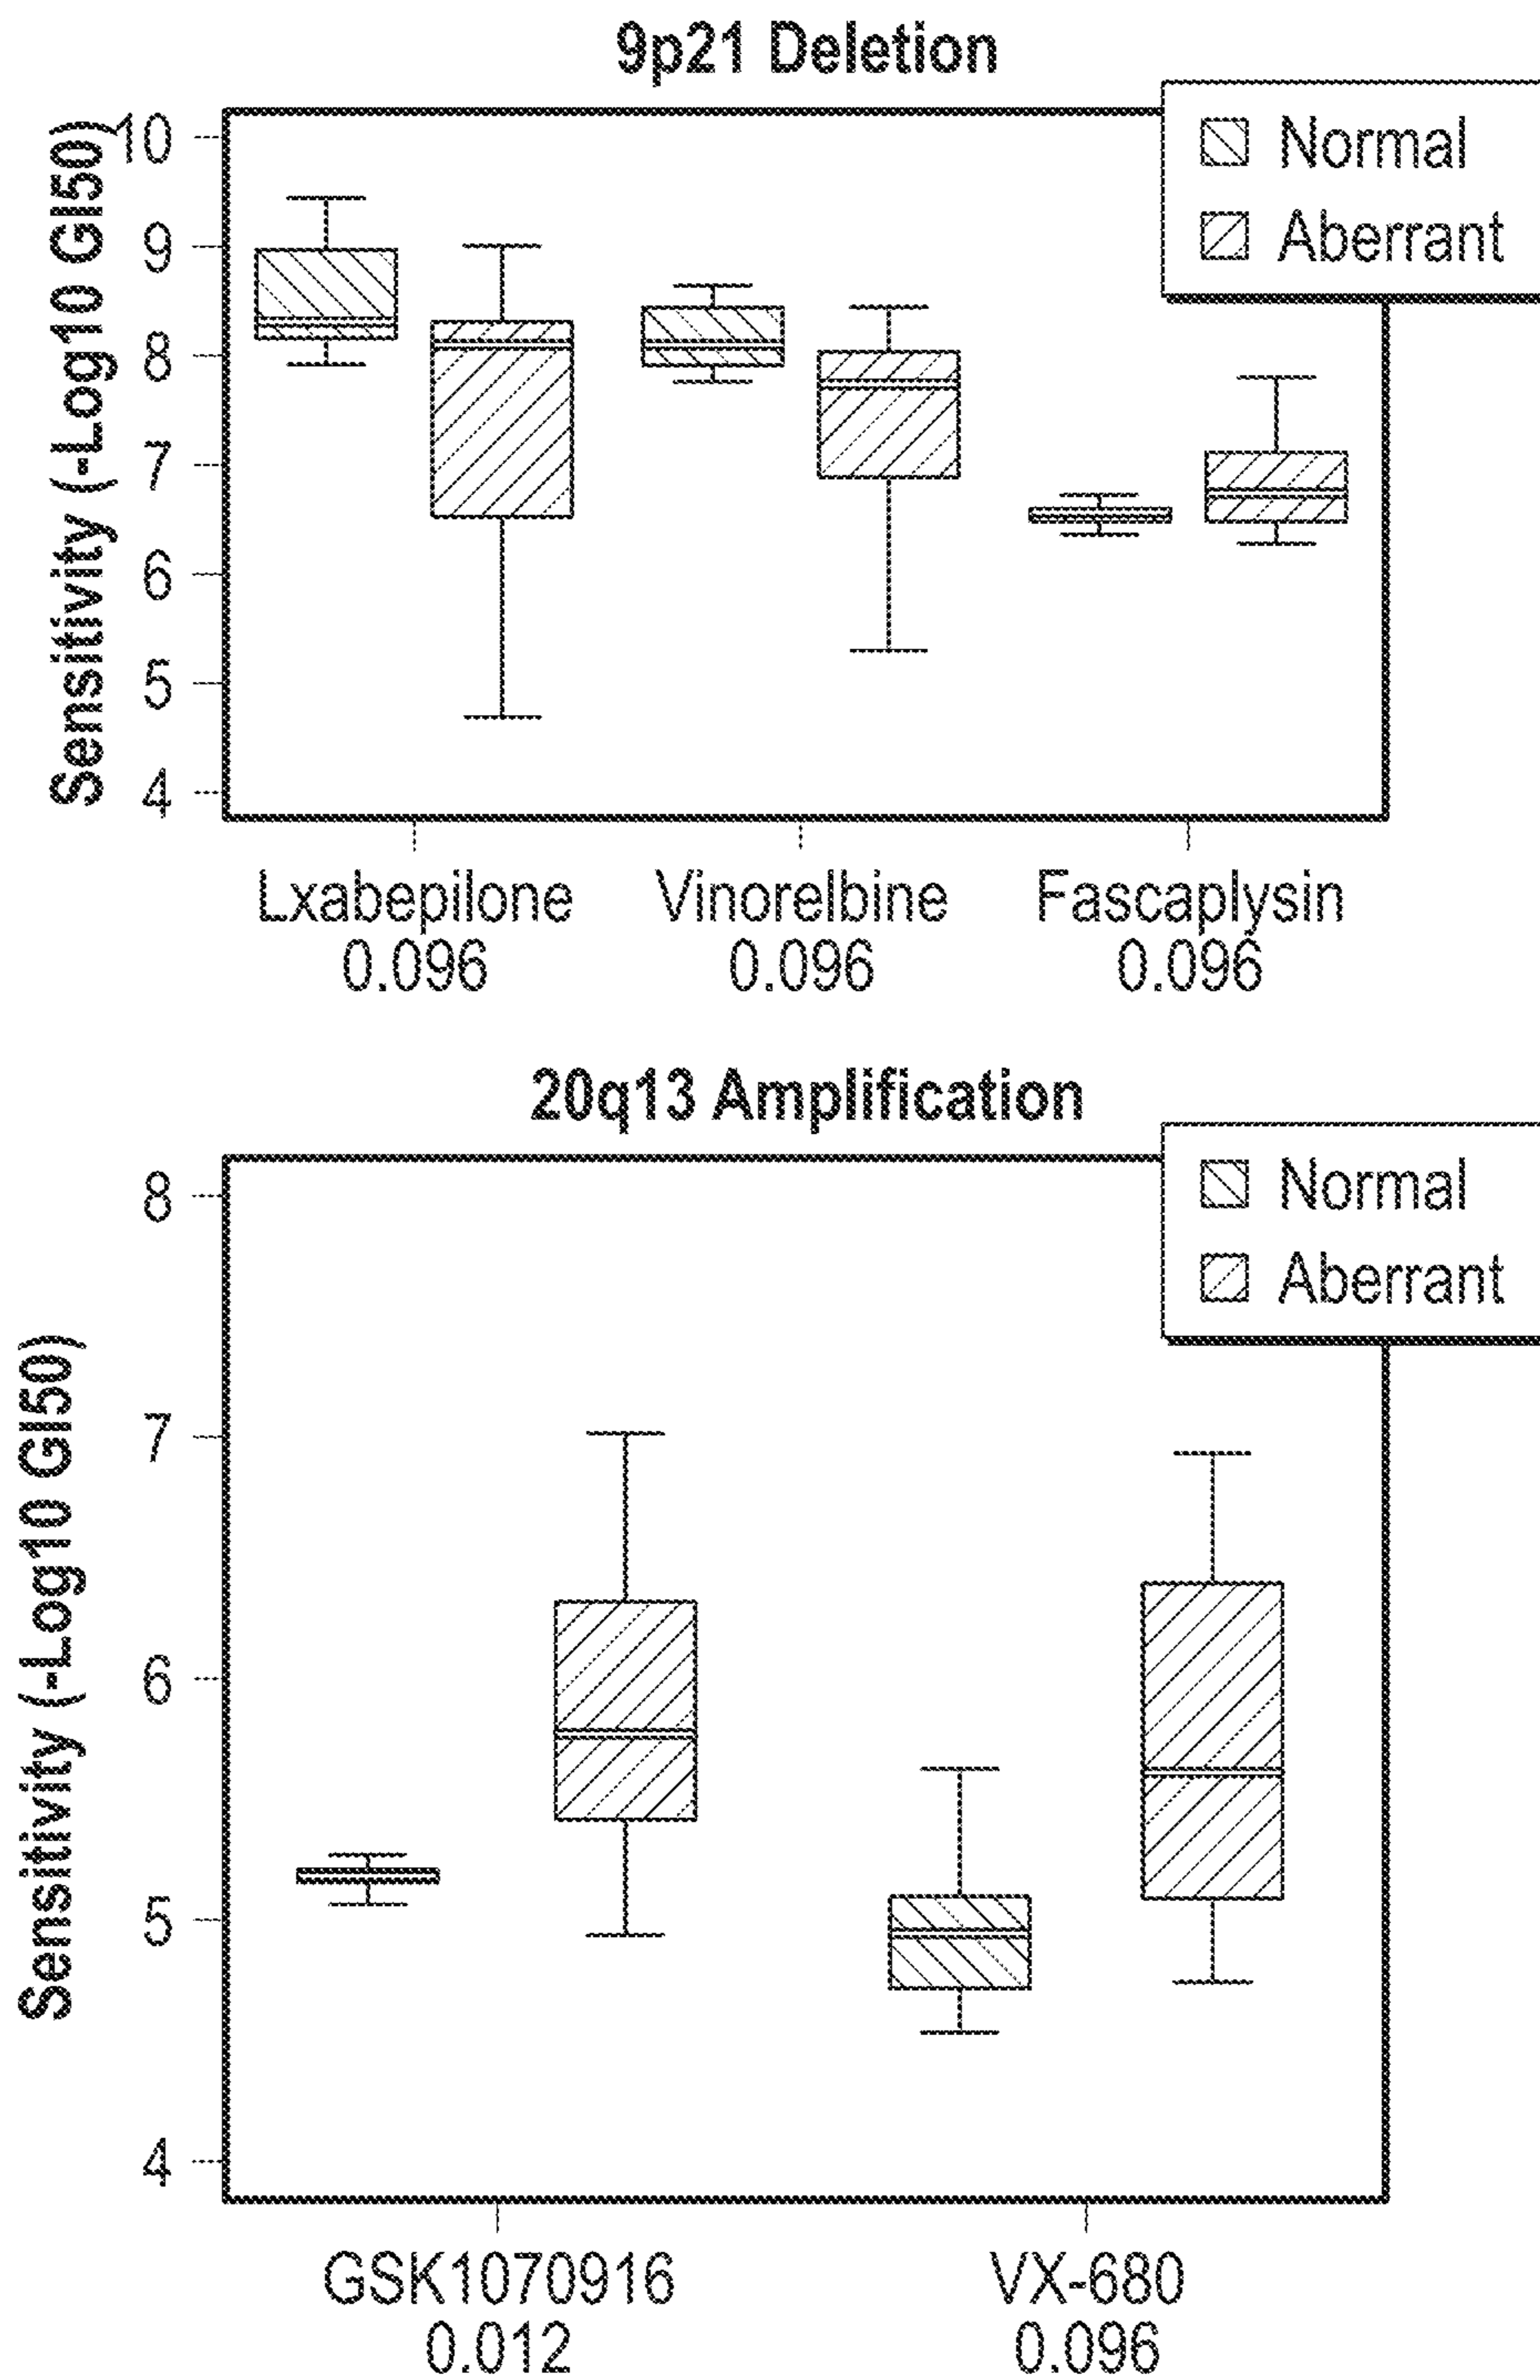 9p21 Deletion
Sensitivity (-Log10 GI50)
10
9
8
7
6
5
4
Normal
Aberrant
Lxabepilone
0.096
Vinorelbine
0.096
Fascaplysin
0.096
20q13 Amplification
Sensitivity (-Log10 GI50)
8
7
6
5
4
Normal
Aberrant
GSK1070916
0.012
VX-680
0.096